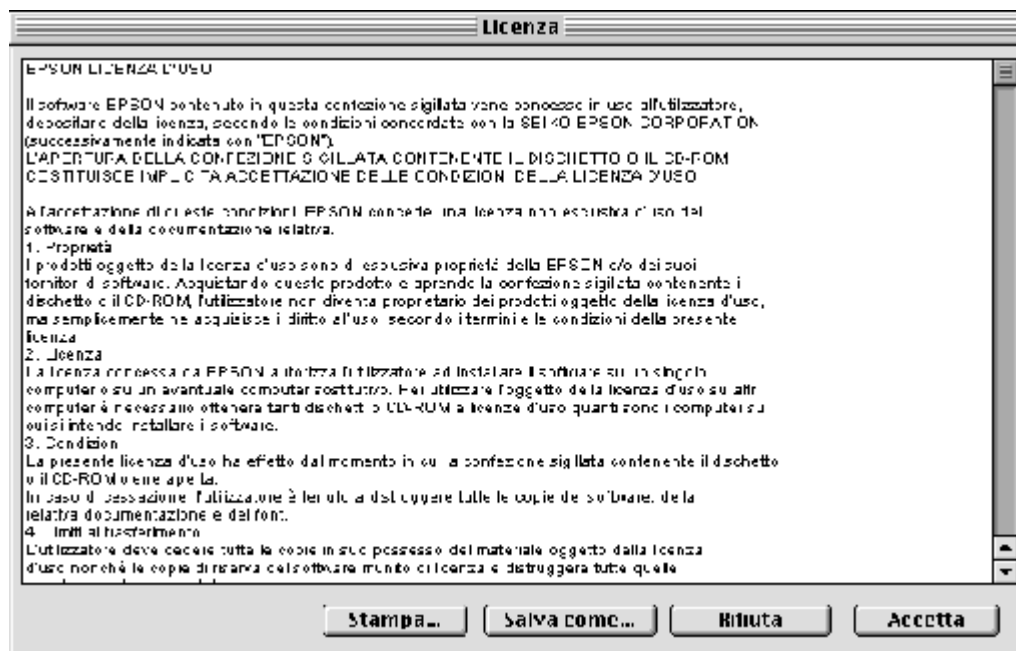 Licenza
EPSON LICENZA D'USO
Il software EPSON contenuto in questa confezione sigillata viene concesso in uso all'utilizzatore,
depositario della licenza, secondo le condizioni concordate con la SEIKO EPSON CORPORATION
(successivamente indicata con "EPSON").
L'APERTURA DELLA CONFEZIONE SIGILLATA CONTENENTE IL DISCHETTO O IL CD-ROM
COSTITUISCE IMPLICITA ACCETTAZIONE DELLE CONDIZIONI DELLA LICENZA D'USO
All'accettazione di queste condizioni, EPSON concede una licenza non esclusiva d'uso del
software e della documentazione relativa.
1. Proprietà
I prodotti oggetto della licenza d'uso sono di esclusiva proprietà della EPSON e/o dei suoi
fornitori di software. Acquistando questo prodotto e aprendo la confezione sigillata contenente il
dischetto o il CD-ROM, l'utilizzatore non diventa proprietario dei prodotti oggetto della licenza d'uso,
ma semplicemente ne acquisisce il diritto all'uso secondo i termini e le condizioni della presente
licenza
2. Licenza
La licenza concessa da EPSON autorizza l'utilizzatore ad installare il software su un singolo
computer o su un eventuale computer sostitutivo. Per utilizzare l'oggetto della licenza d'uso su altri
computer è necessario ottenere tanti dischetti o CD-ROM e licenze d'uso quanti sono i computer su
cui si intende installare il software.
3. Condizioni
La presente licenza d'uso ha effetto dal momento in cui la confezione sigillata contenente il dischetto
o il CD-ROM viene aperta.
In caso di cessazione l'utilizzatore è tenuto a distruggere tutte le copie del software, della
relativa documentazione e dei font.
4. Limiti al trasferimento
L'utilizzatore deve cedere tutte le copie in suo possesso del materiale oggetto della licenza
d'uso nonché le copie di riserva del software munito di licenza e distruggere tutte quelle
Stampa...
Salva come...
Rifiuta
Accetta